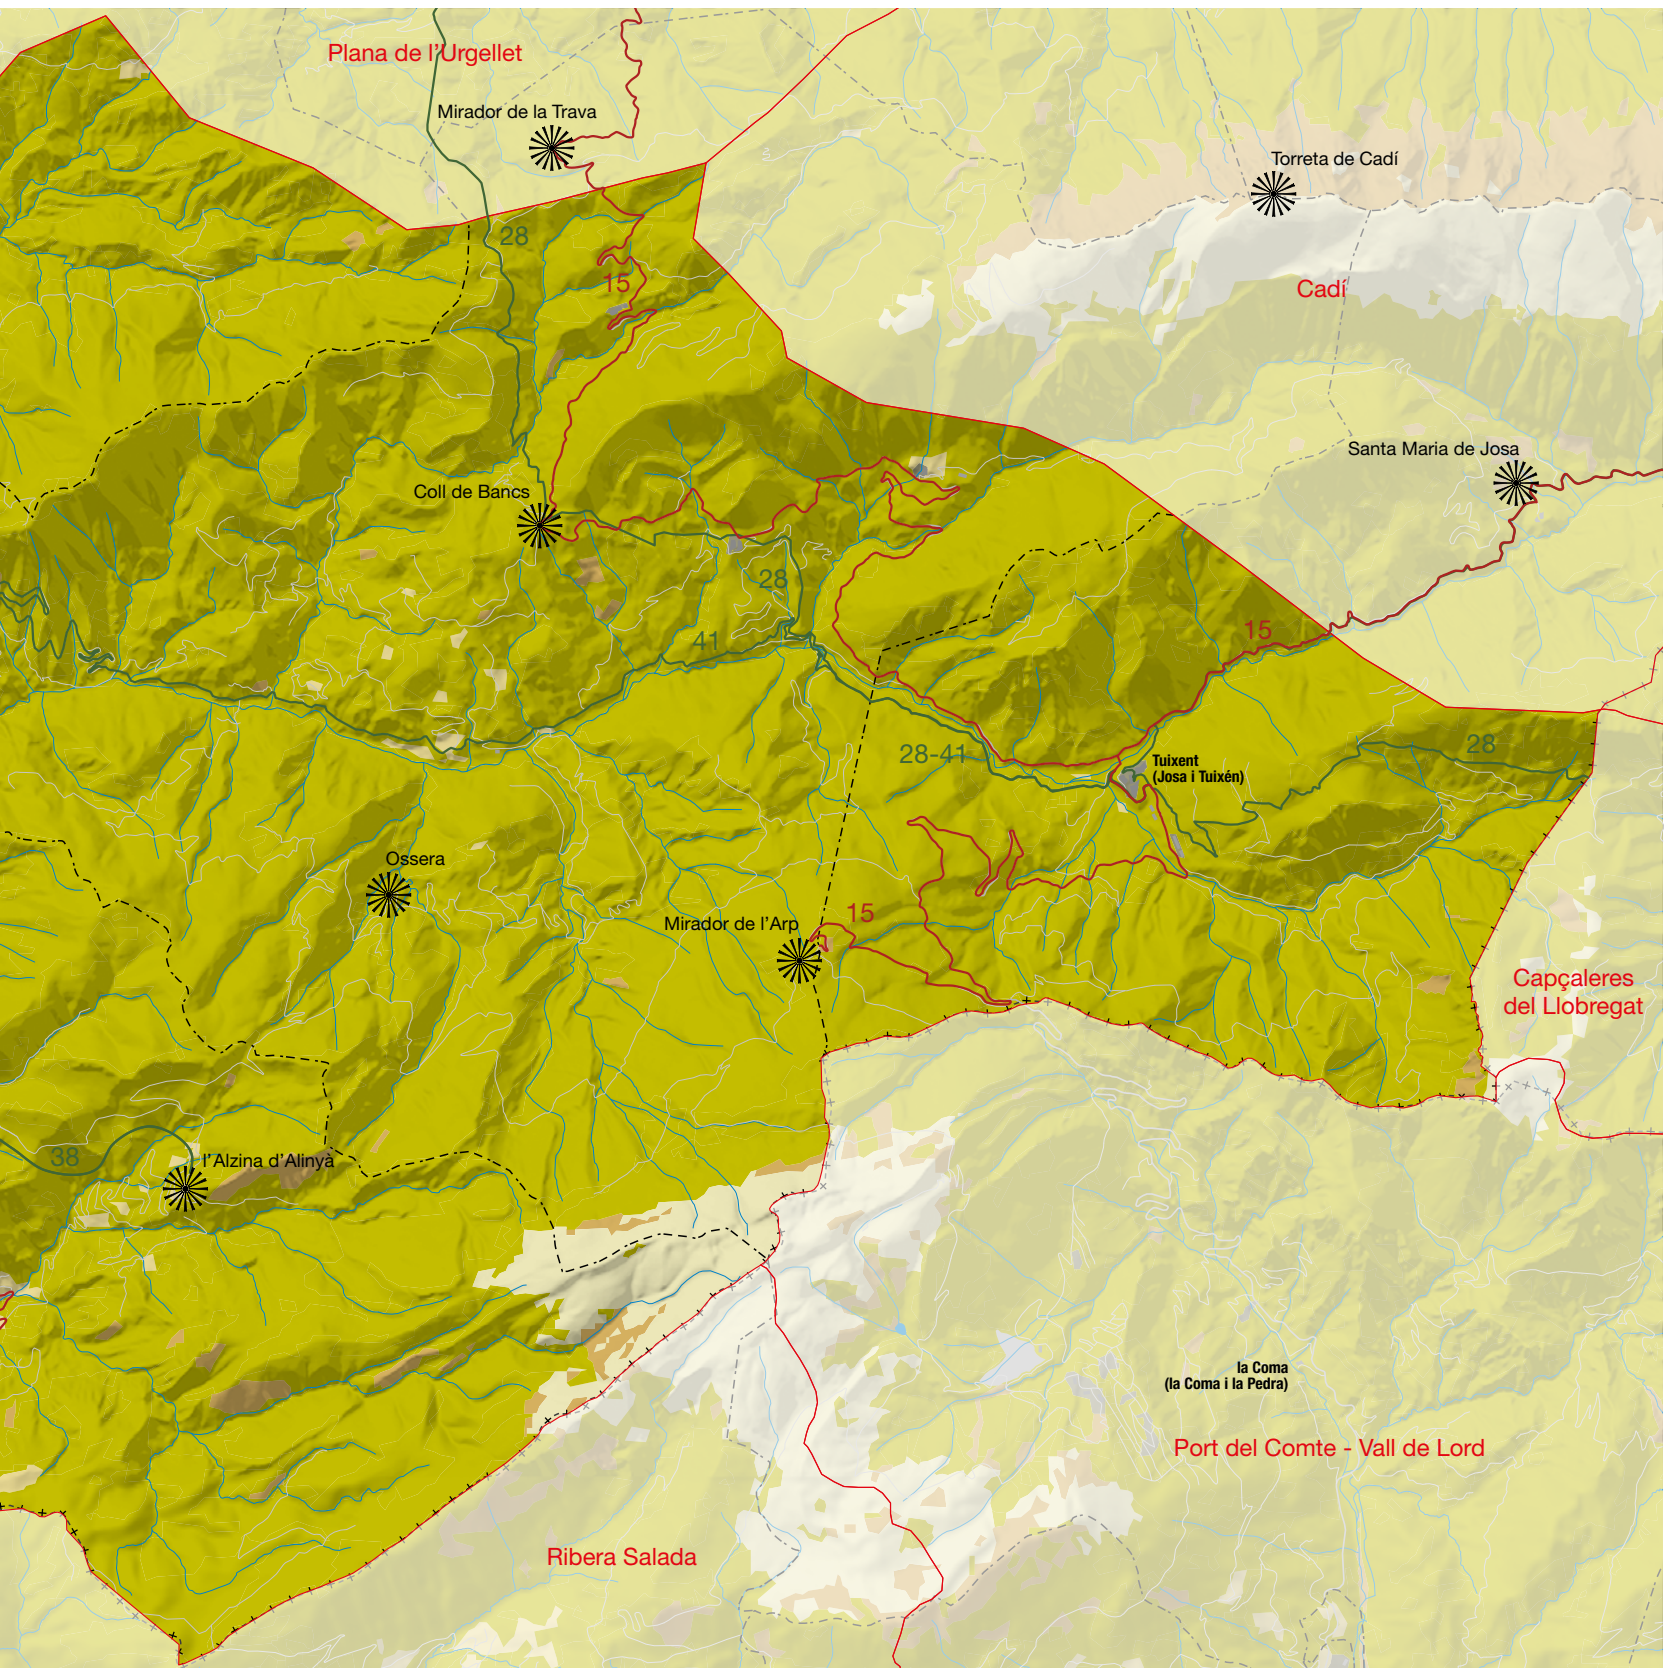 Plana de l'Urgellet
Mirador de la Trava
Torreta de Cadí
28
15
Cadí
Santa Maria de Josa
Coll de Bancs
28
41
15
28-41
28
Tuixent
(Josa i Tuixén)
Ossera
15
Mirador de l'Arp
Capçaleres
del Llobregat
38
l'Alzina d'Alinyà
la Coma
(la Coma i la Pedra)
Port del Comte - Vall de Lord
Ribera Salada